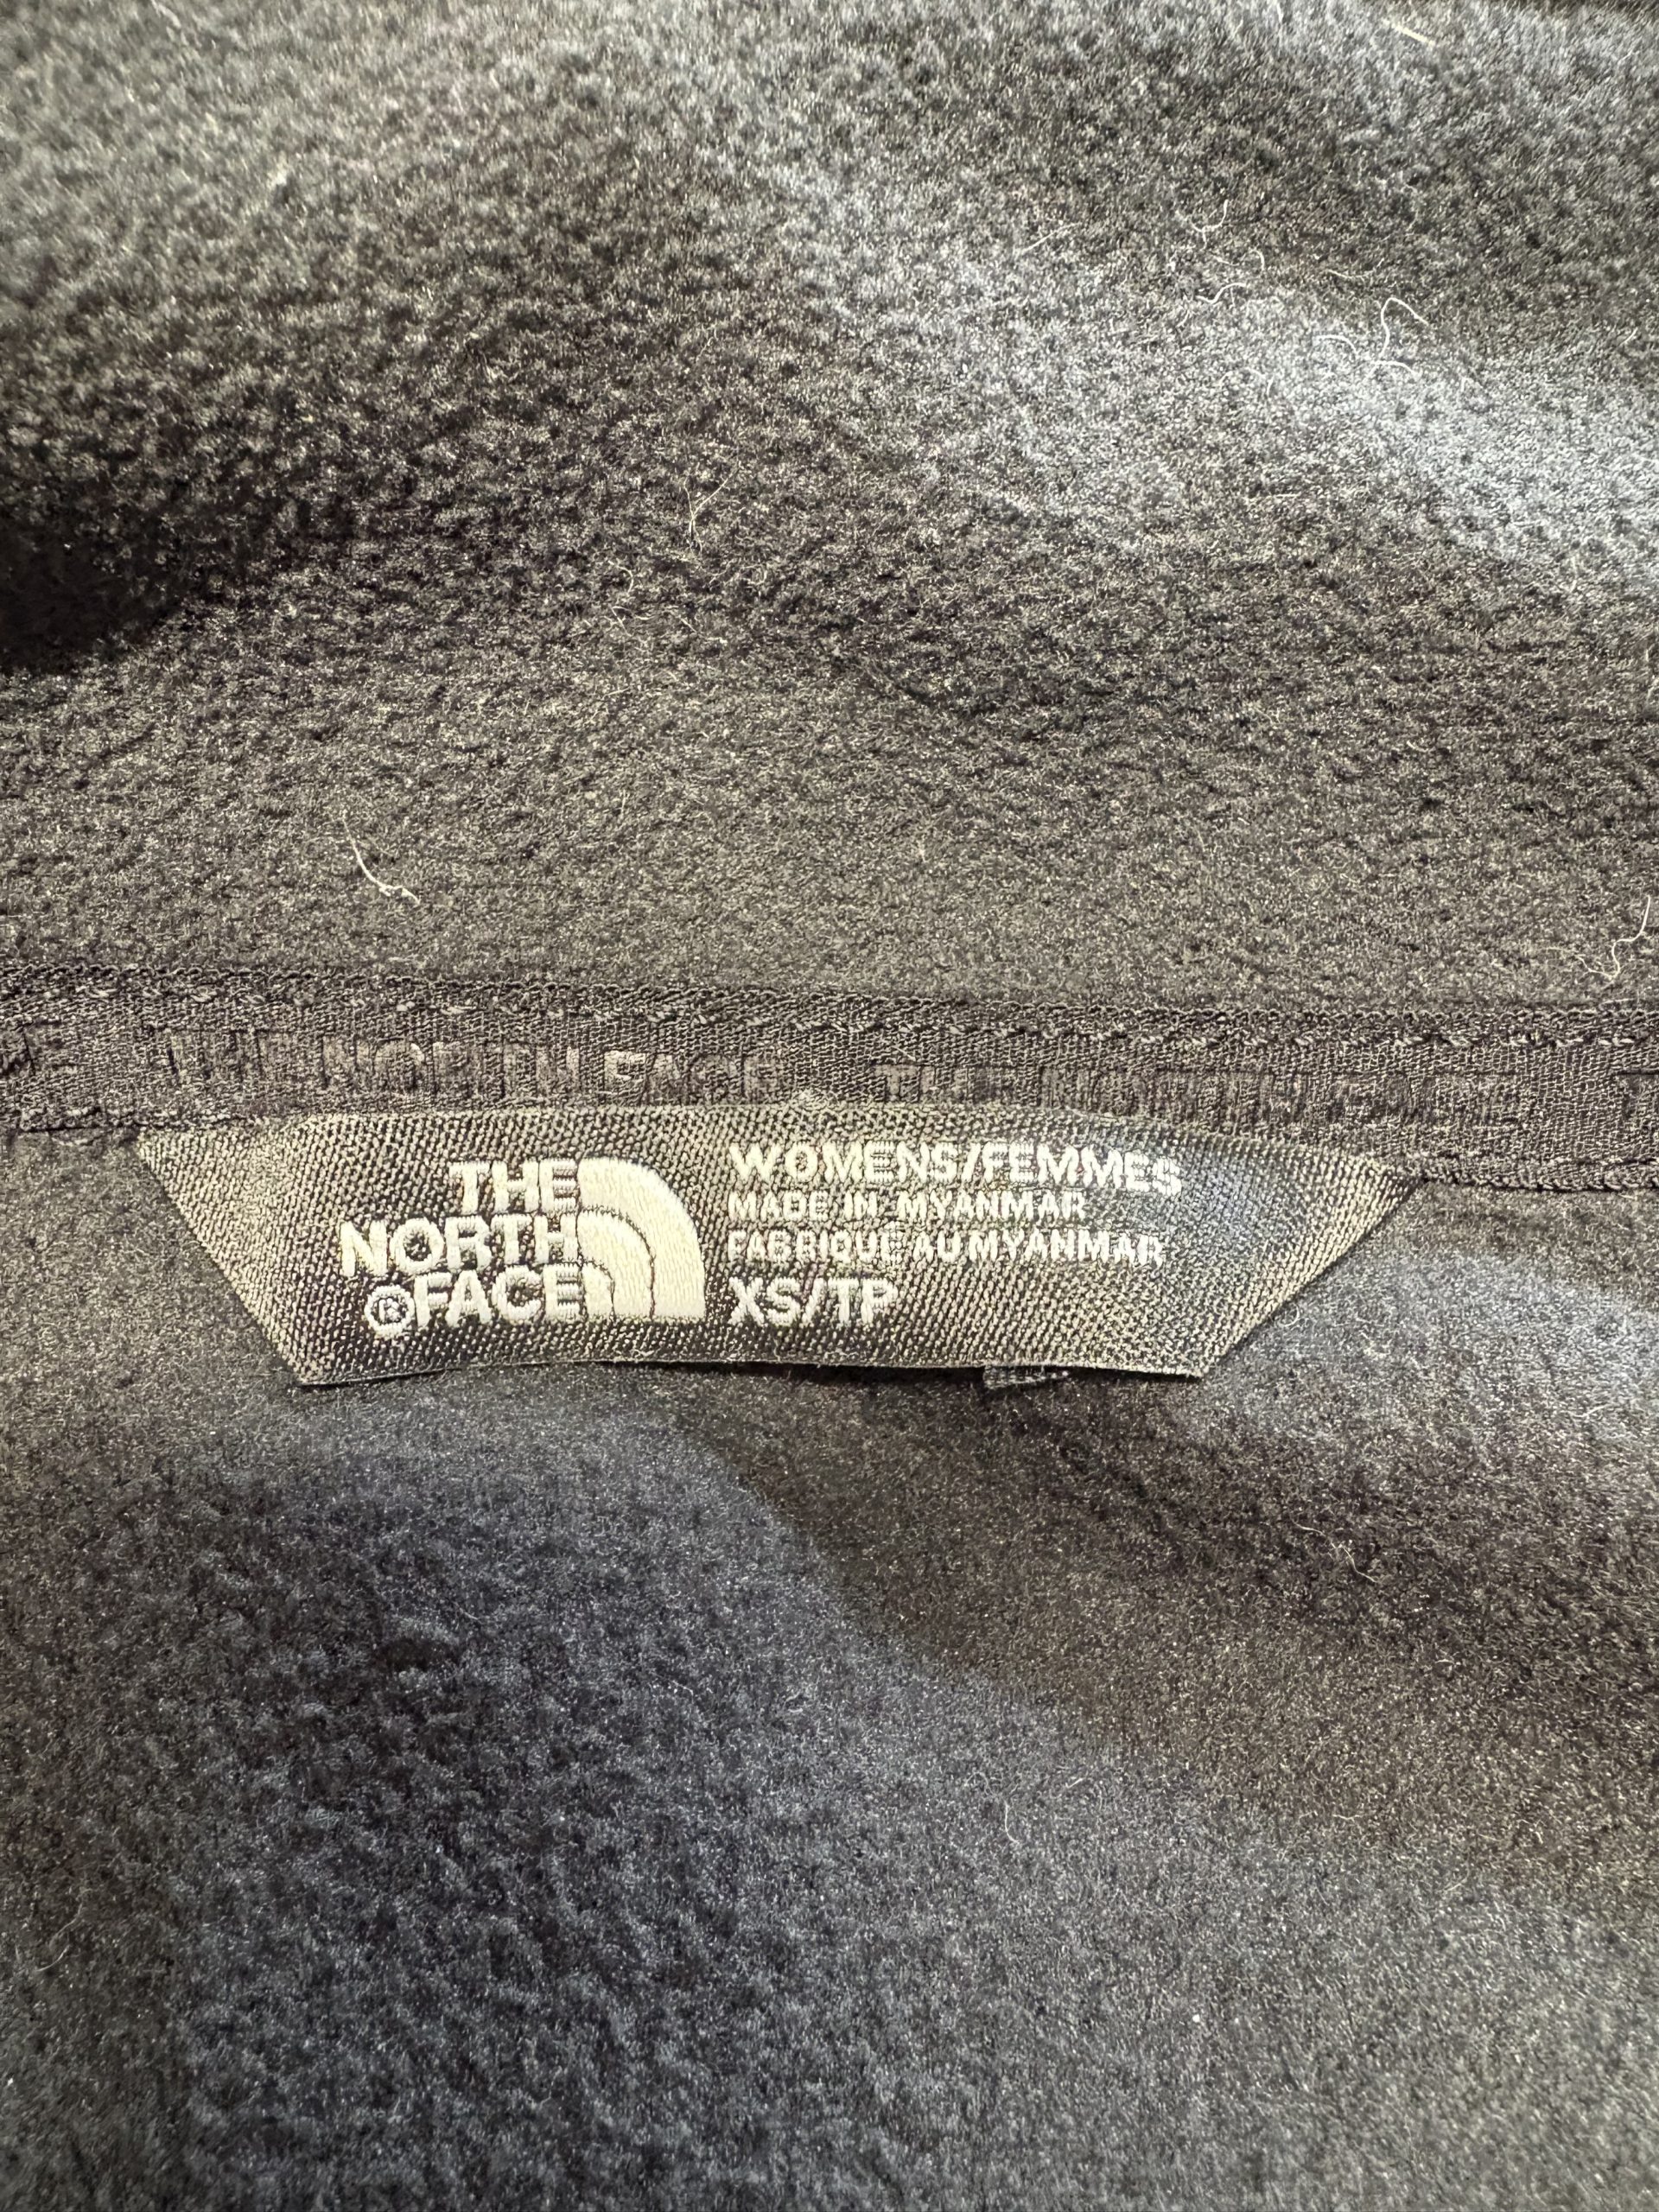 THE NORTH FACE THE NORTH FACE
THE
NORTH
®FACE
WOMENS/FEMMES
MADE IN MYANMAR
FABRIQUE AU MYANMAR
XS/TP